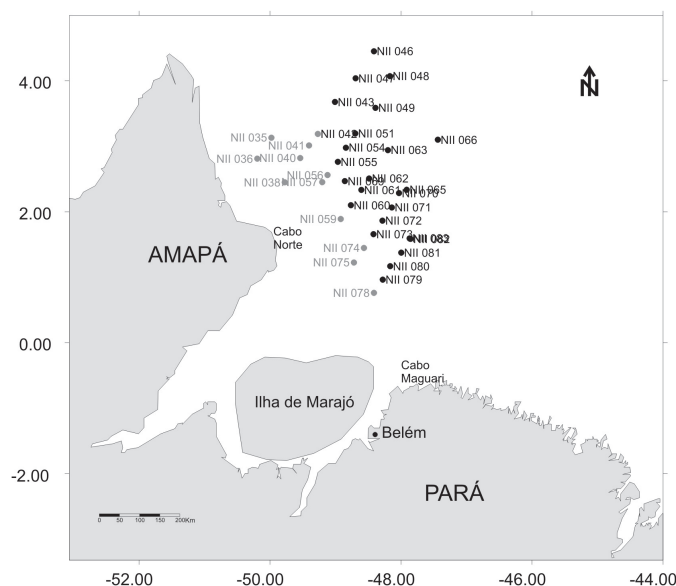 NII 046
4.00
NII 047
NII 048
N
NII 043
NII 049
NII 035
NII 042
NII 051
NII 066
NII 041
NII 054
NII 063
NII 036
NII 040
NII 055
NII 056
NII 062
NII 038
NII 057
NII 061
NII 065
NII 070
2.00
NII 060
NII 071
NII 059
NII 072
Cabo
Norte
NII 073
AMAPÁ
NII 074
NII 081
NII 075
NII 080
NII 079
NII 078
0.00
Cabo
Maguari
Ilha de Marajó
Belém
-2.00
PARÁ
0 50 100 150 200Km
-52.00 -50.00 -48.00 -46.00 -44.00